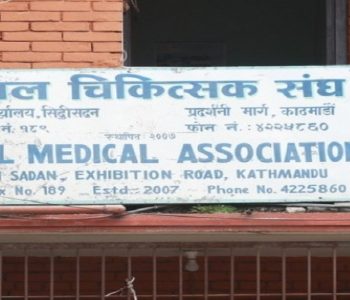 ाल चिकित्सक संघ
र्यालय, सिद्धीसदन प्रदर्शनी मार्ग, काठमाडौं
नं. १८९ फोन नं. ४२२५८६०
स्थापित २००७
L MEDICAL ASSOCIATION
SADAN, EXHIBITION ROAD, KATHMANDU
x No. 189 Estd. 2007 Phone No. 4225860